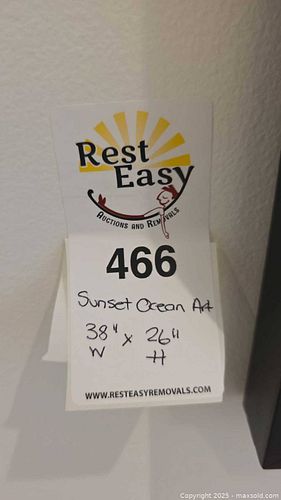 Rest
Easy
AUCTIONS AND REMOVALS
466
Sunset Ocean Art
38" x 26"
W H
WWW.RESTEASYREMOVALS.COM
Copyright © 2025 - maxsold.com